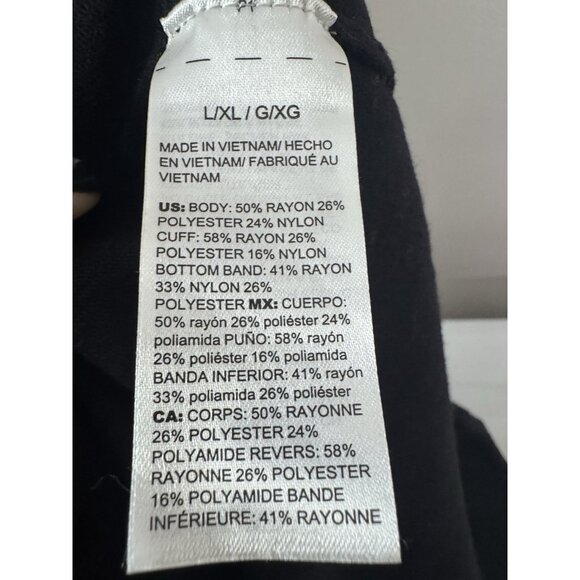 L/XL / G/XG
MADE IN VIETNAM/ HECHO
EN VIETNAM/ FABRIQUÉ AU
VIETNAM
US: BODY: 50% RAYON 26%
POLYESTER 24% NYLON
CUFF: 58% RAYON 26%
POLYESTER 16% NYLON
BOTTOM BAND: 41% RAYON
33% NYLON 26%
POLYESTER MX: CUERPO:
50% rayón 26% poliéster 24%
poliamida PUÑO: 58% rayón
26% poliéster 16% poliamida
BANDA INFERIOR: 41% rayón
33% poliamida 26% poliéster
CA: CORPS: 50% RAYONNE
26% POLYESTER 24%
POLYAMIDE REVERS: 58%
RAYONNE 26% POLYESTER
16% POLYAMIDE BANDE
INFÉRIEURE: 41% RAYONNE